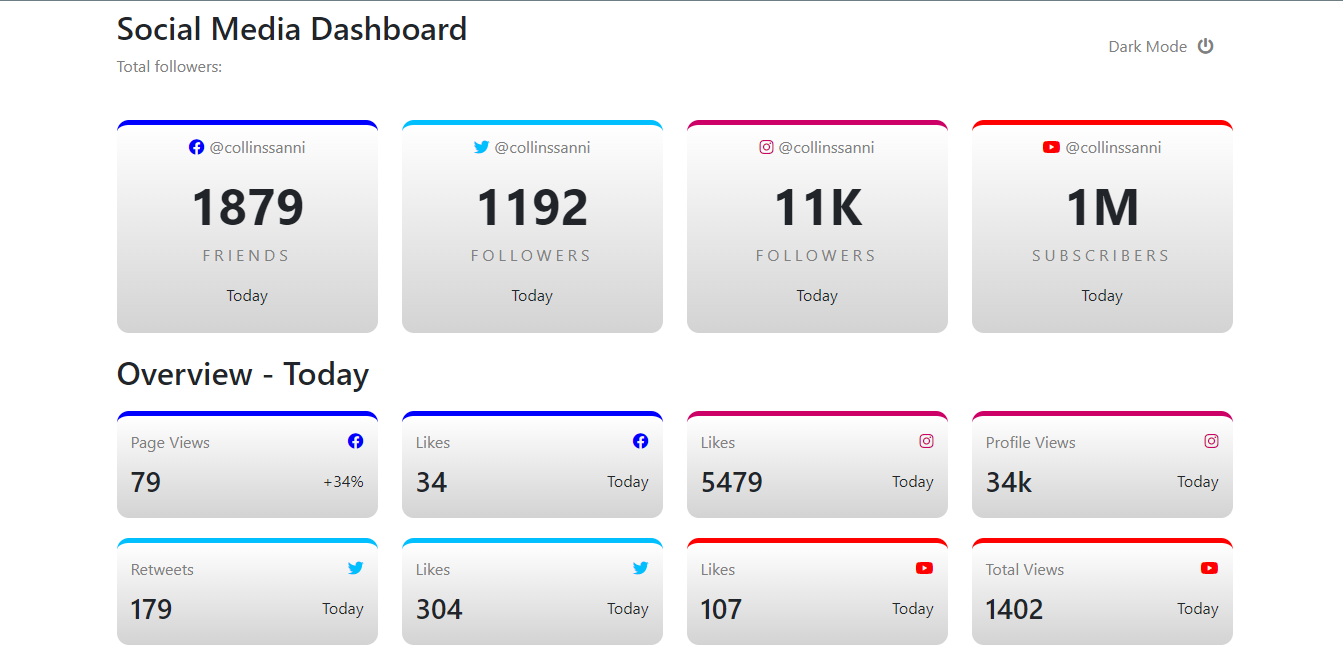 Social Media Dashboard
Total followers:
Dark Mode
@collinssanni
1879
FRIENDS
Today
@collinssanni
1192
FOLLOWERS
Today
@collinssanni
11K
FOLLOWERS
Today
@collinssanni
1M
SUBSCRIBERS
Today
Overview - Today
Page Views
79 +34%
Likes
34 Today
Likes
5479 Today
Profile Views
34k Today
Retweets
179 Today
Likes
304 Today
Likes
107 Today
Total Views
1402 Today